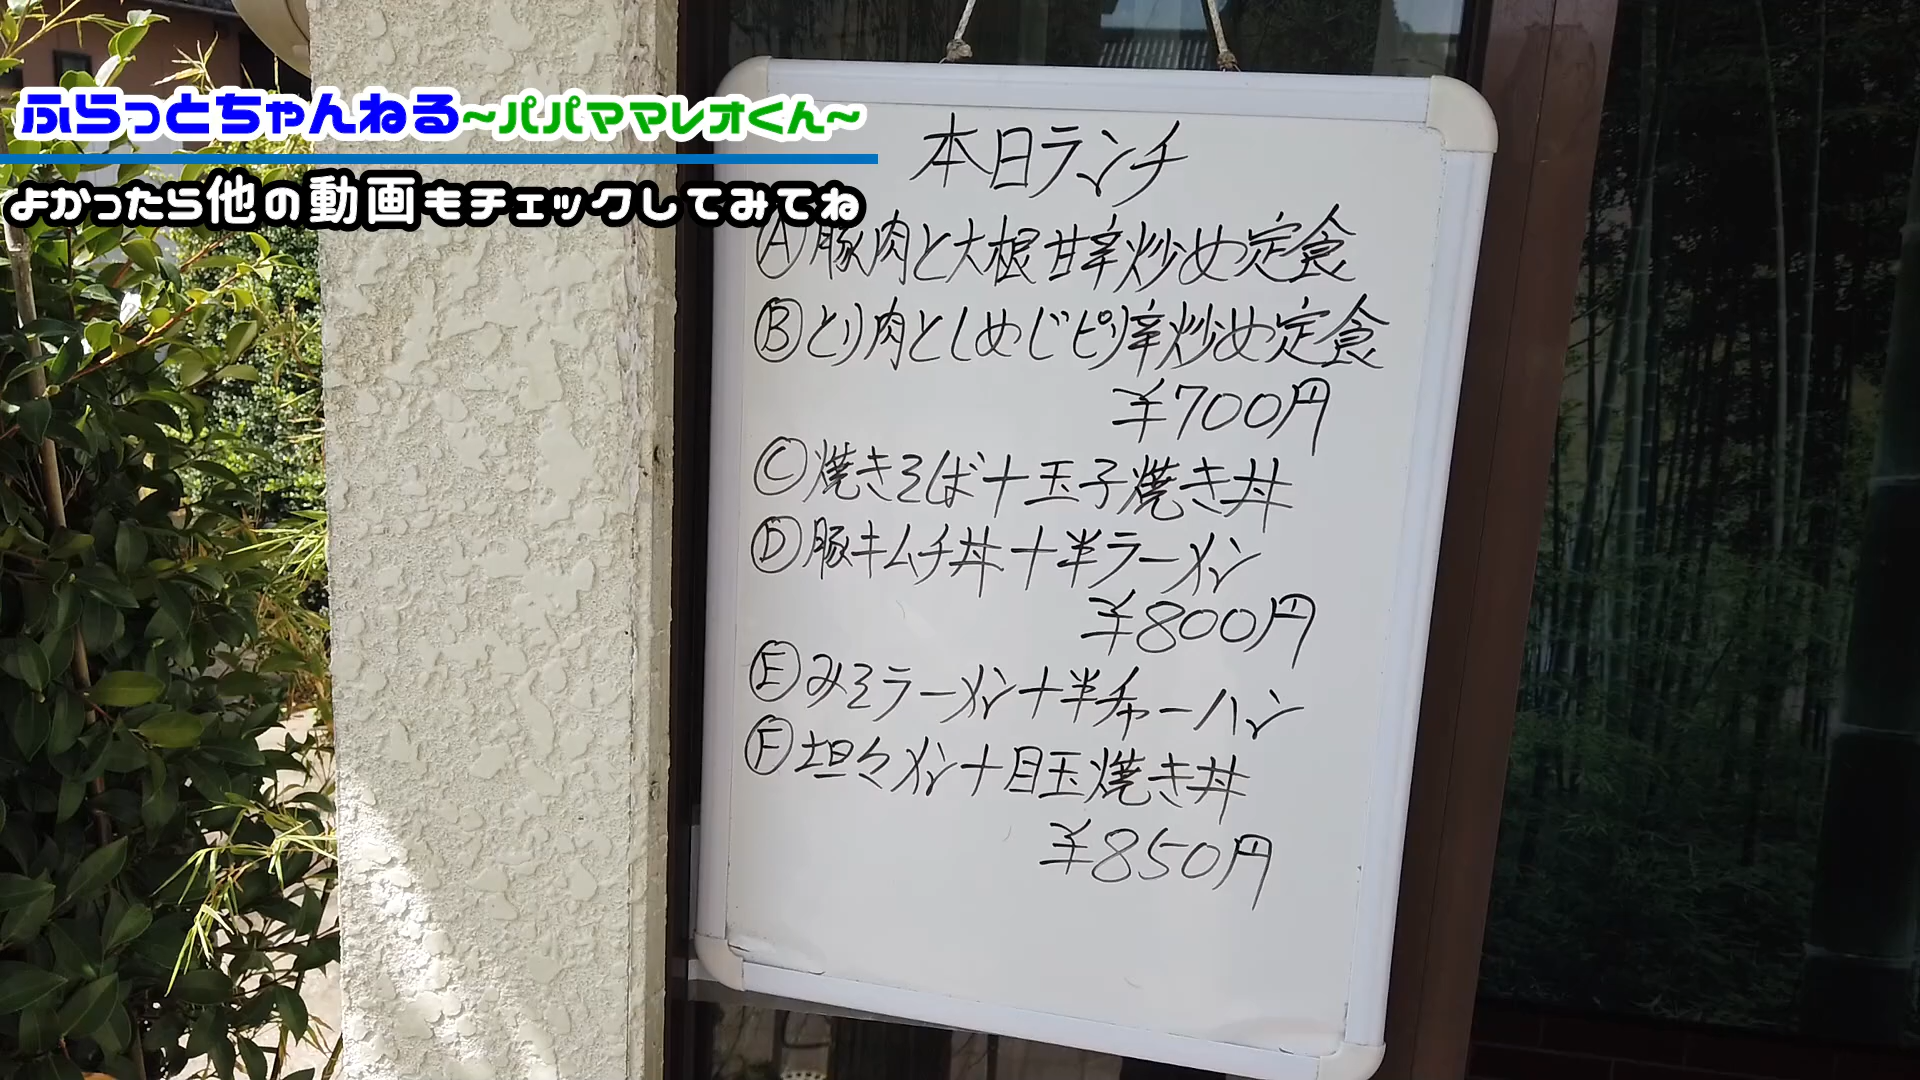 ふらっとちゃんねる～パパママレオくん～
よかったら他の動画もチェックしてみてね
本日ランチ
Ⓐ豚肉と大根甘辛炒め定食
Ⓑとり肉としめじピリ辛炒め定食
¥700円
Ⓒ焼きそば+玉子焼き丼
Ⓓ豚キムチ丼+半ラーメン
¥800円
Ⓔみそラーメン+半チャーハン
Ⓕ坦々メン+目玉焼き丼
¥850円